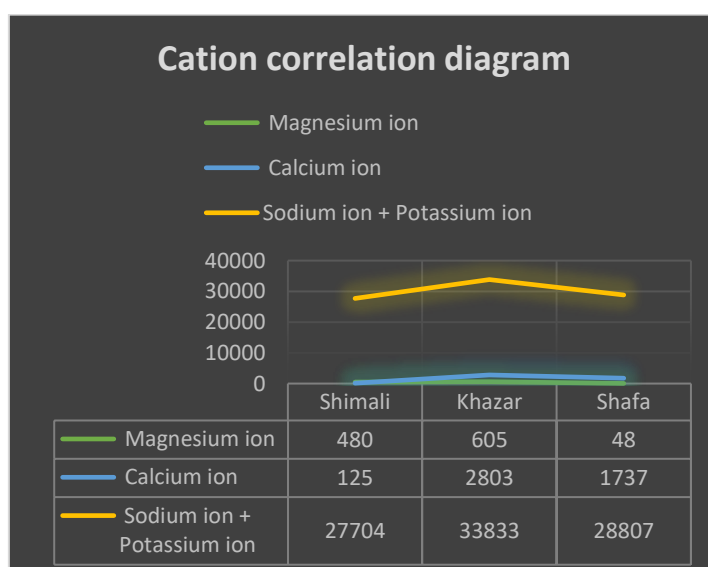 Cation correlation diagram
Magnesium ion
Calcium ion
Sodium ion + Potassium ion
40000
30000
20000
10000
0
Shimali Khazar Shafa
Magnesium ion 480 605 48
Calcium ion 125 2803 1737
Sodium ion +
Potassium ion 27704 33833 28807